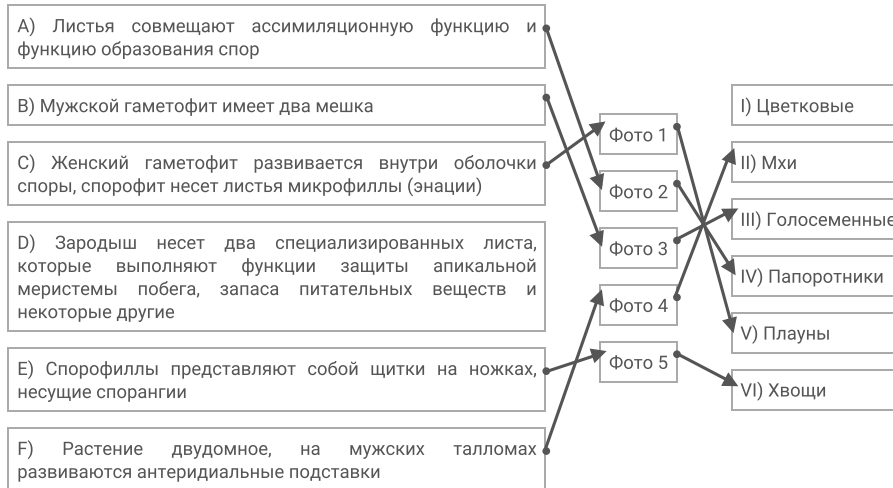 A) Листья совмещают ассимиляционную функцию и
функцию образования спор
B) Мужской гаметофит имеет два мешка
C) Женский гаметофит развивается внутри оболочки
споры, спорофит несет листья микрофиллы (энации)
D) Зародыш несет два специализированных листа,
которые выполняют функции защиты апикальной
меристемы побега, запаса питательных веществ и
некоторые другие
E) Спорофиллы представляют собой щитки на ножках,
несущие спорангии
F) Растение двудомное, на мужских талломах
развиваются антеридиальные подставки
Фото 1
Фото 2
Фото 3
Фото 4
Фото 5
I) Цветковые
II) Мхи
III) Голосеменные
IV) Папоротники
V) Плауны
VI) Хвощи